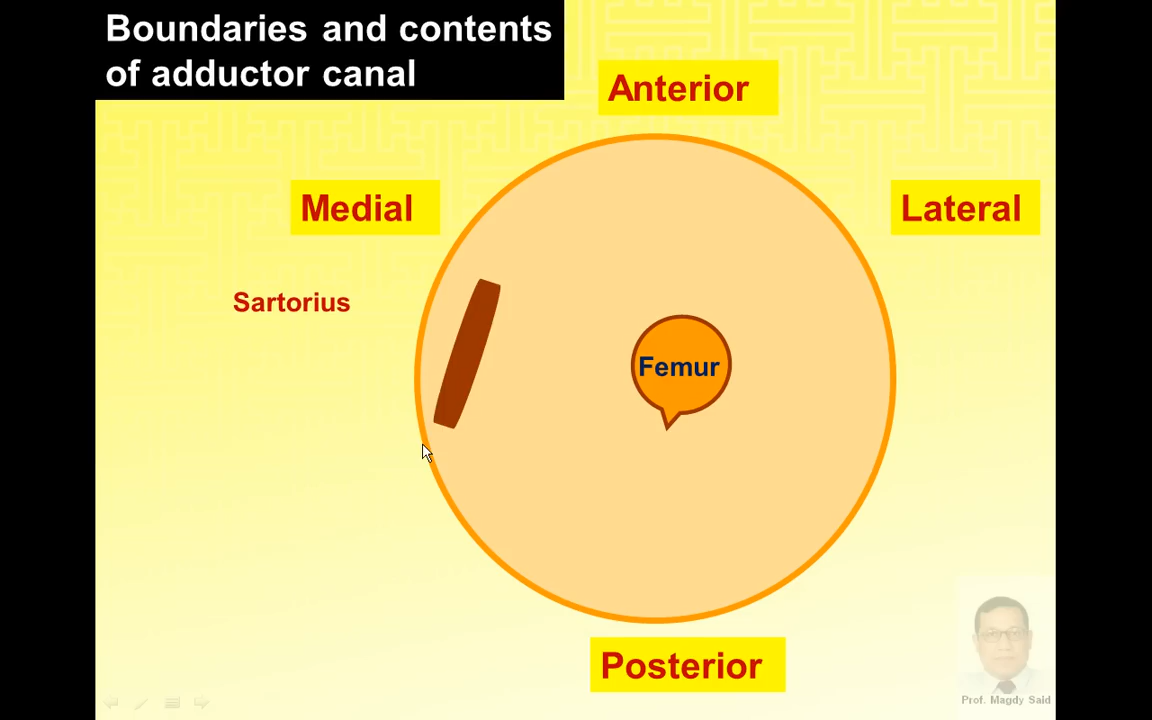 Boundaries and contents
of adductor canal
Anterior
Medial
Lateral
Sartorius
Femur
Posterior
Prof. Magdy Said